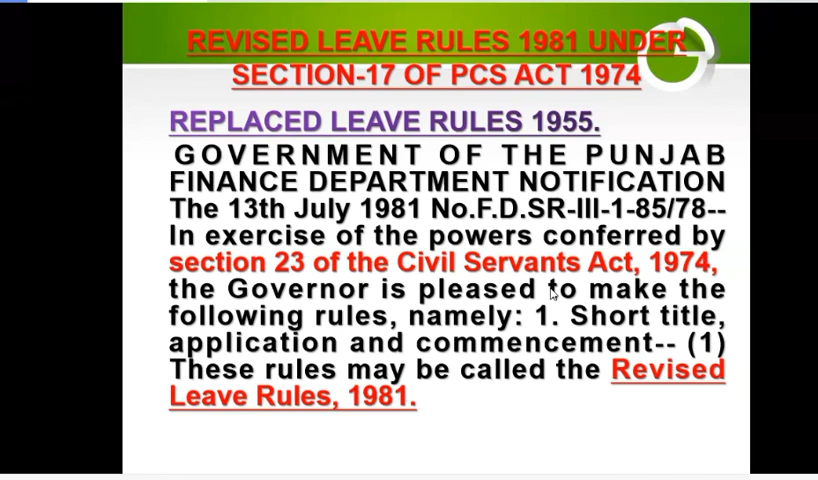 REVISED LEAVE RULES 1981 UNDER
SECTION-17 OF PCS ACT 1974
REPLACED LEAVE RULES 1955.
GOVERNMENT OF THE PUNJAB
FINANCE DEPARTMENT NOTIFICATION
The 13th July 1981 No.F.D.SR-III-1-85/78--
In exercise of the powers conferred by
section 23 of the Civil Servants Act, 1974,
the Governor is pleased to make the
following rules, namely: 1. Short title,
application and commencement-- (1)
These rules may be called the Revised
Leave Rules, 1981.